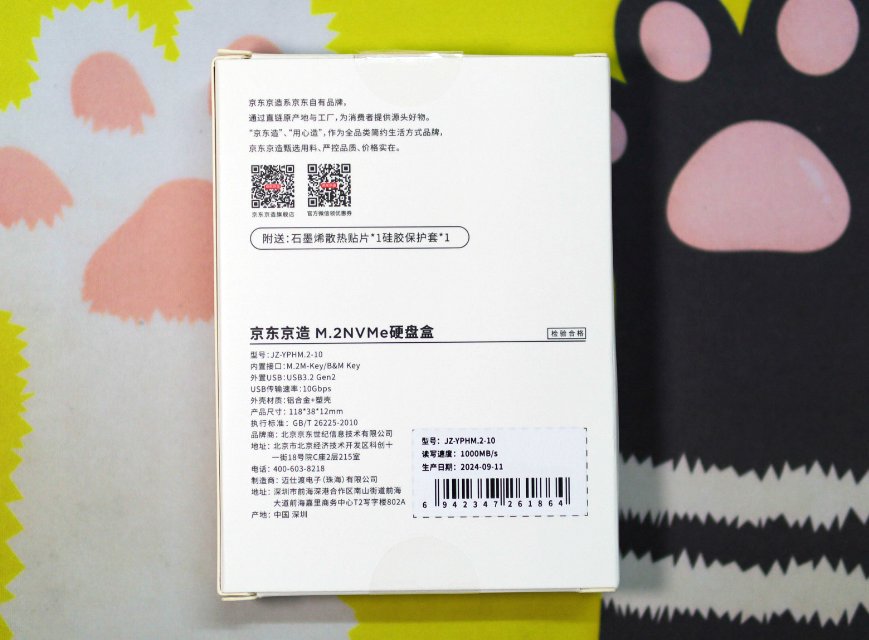 京东京造系京东自有品牌，
通过直链原产地与工厂，为消费者提供源头好物。
“京东造”、“用心造”，作为全品类简约生活方式品牌，
京东京造甄选用料、严控品质、价格实在。
京东京造旗舰店
官方微信领优惠券
附送：石墨烯散热贴片*1硅胶保护套*1
京东京造 M.2NVMe硬盘盒
检验合格
型号：JZ-YPHM.2-10
内置接口：M.2M-Key/B&M Key
外置USB：USB3.2 Gen2
USB传输速率：10Gbps
外壳材质：铝合金+塑壳
产品尺寸：118*38*12mm
执行标准：GB/T 26225-2010
品牌商：北京京东世纪信息技术有限公司
地址：北京市北京经济技术开发区科创十
一街18号院C座2层215室
电话：400-603-8218
制造商：迈仕渡电子（珠海）有限公司
地址：深圳市前海深港合作区南山街道前海
大道前海嘉里商务中心T2写字楼802A
产地：中国 深圳
型号：JZ-YPHM.2-10
读写速度：1000MB/s
生产日期：2024-09-11
6 942347 261864